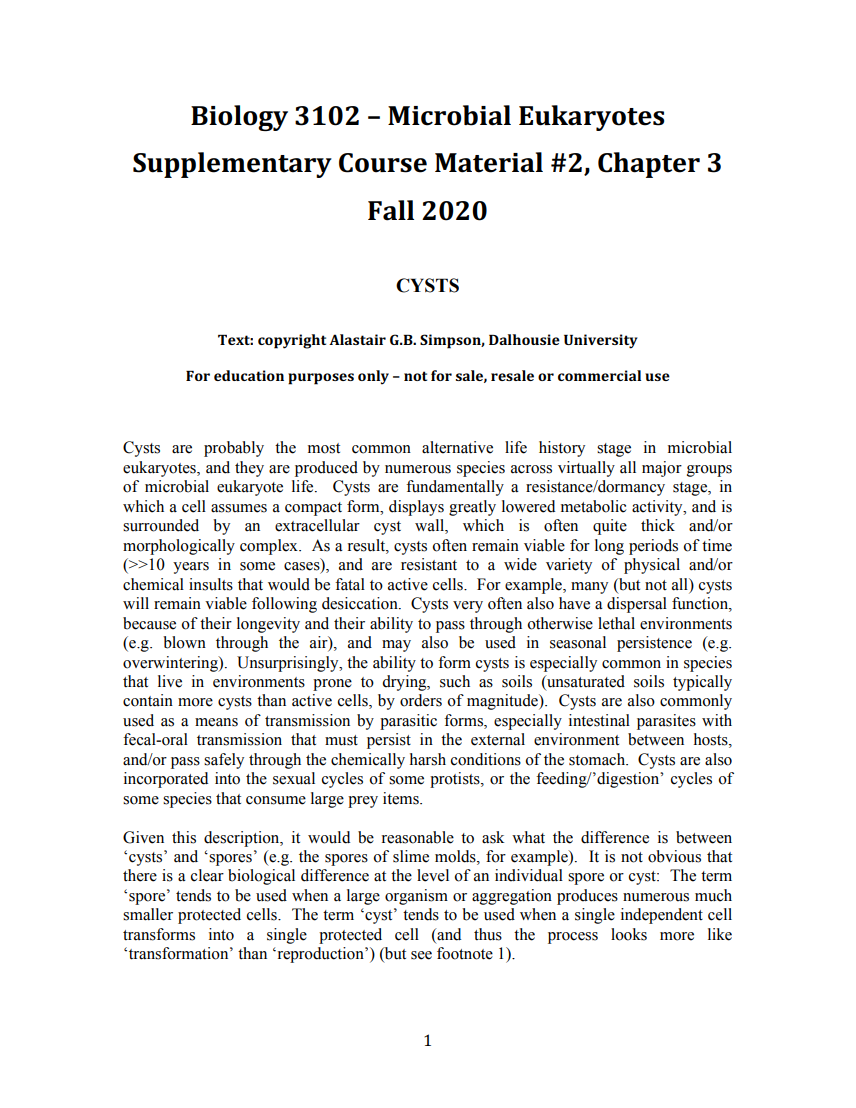 Biology 3102 – Microbial Eukaryotes
Supplementary Course Material #2, Chapter 3
Fall 2020
CYSTS
Text: copyright Alastair G.B. Simpson, Dalhousie University
For education purposes only – not for sale, resale or commercial use
Cysts are probably the most common alternative life history stage in microbial
eukaryotes, and they are produced by numerous species across virtually all major groups
of microbial eukaryote life.  Cysts are fundamentally a resistance/dormancy stage, in
which a cell assumes a compact form, displays greatly lowered metabolic activity, and is
surrounded by an extracellular cyst wall, which is often quite thick and/or
morphologically complex.  As a result, cysts often remain viable for long periods of time
(>>10 years in some cases), and are resistant to a wide variety of physical and/or
chemical insults that would be fatal to active cells.  For example, many (but not all) cysts
will remain viable following desiccation.  Cysts very often also have a dispersal function,
because of their longevity and their ability to pass through otherwise lethal environments
(e.g. blown through the air), and may also be used in seasonal persistence (e.g.
overwintering).  Unsurprisingly, the ability to form cysts is especially common in species
that live in environments prone to drying, such as soils (unsaturated soils typically
contain more cysts than active cells, by orders of magnitude).  Cysts are also commonly
used as a means of transmission by parasitic forms, especially intestinal parasites with
fecal-oral transmission that must persist in the external environment between hosts,
and/or pass safely through the chemically harsh conditions of the stomach.  Cysts are also
incorporated into the sexual cycles of some protists, or the feeding/’digestion’ cycles of
some species that consume large prey items.
Given this description, it would be reasonable to ask what the difference is between
‘cysts’ and ‘spores’ (e.g. the spores of slime molds, for example).  It is not obvious that
there is a clear biological difference at the level of an individual spore or cyst:  The term
‘spore’ tends to be used when a large organism or aggregation produces numerous much
smaller protected cells.  The term ‘cyst’ tends to be used when a single independent cell
transforms into a single protected cell (and thus the process looks more like
‘transformation’ than ‘reproduction’) (but see footnote 1).
1